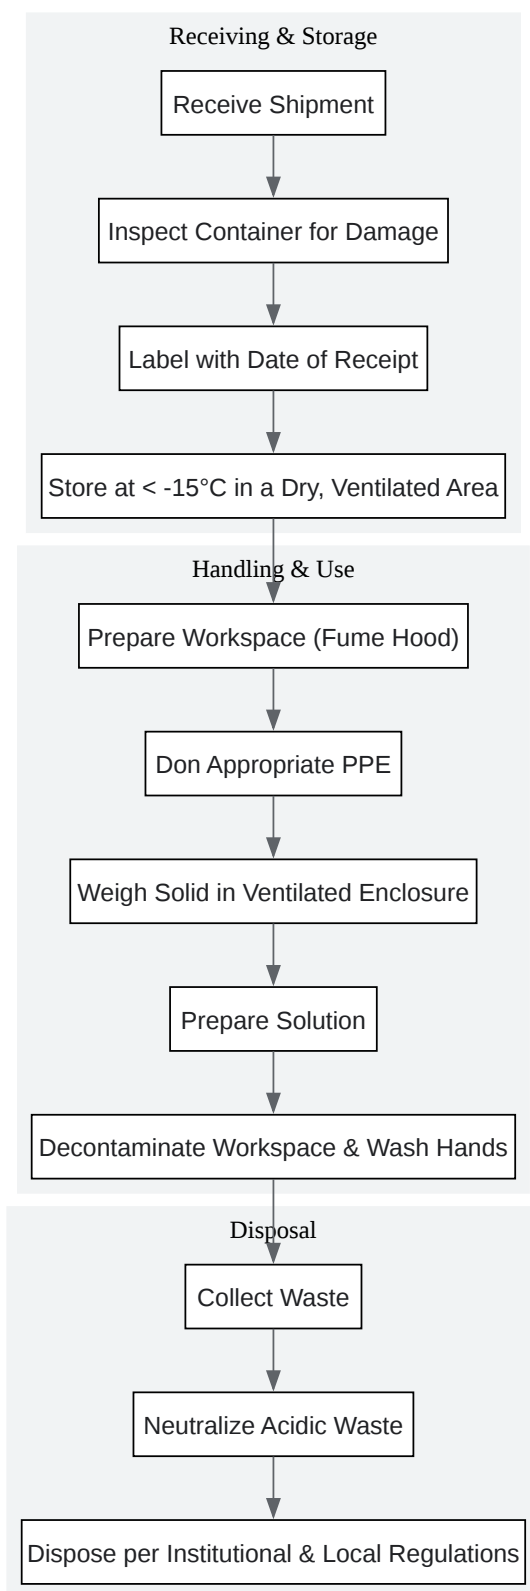 Receiving & Storage
Receive Shipment
Inspect Container for Damage
Label with Date of Receipt
Store at < -15°C in a Dry, Ventilated Area
Handling & Use
Prepare Workspace (Fume Hood)
Don Appropriate PPE
Weigh Solid in Ventilated Enclosure
Prepare Solution
Decontaminate Workspace & Wash Hands
Disposal
Collect Waste
Neutralize Acidic Waste
Dispose per Institutional & Local Regulations